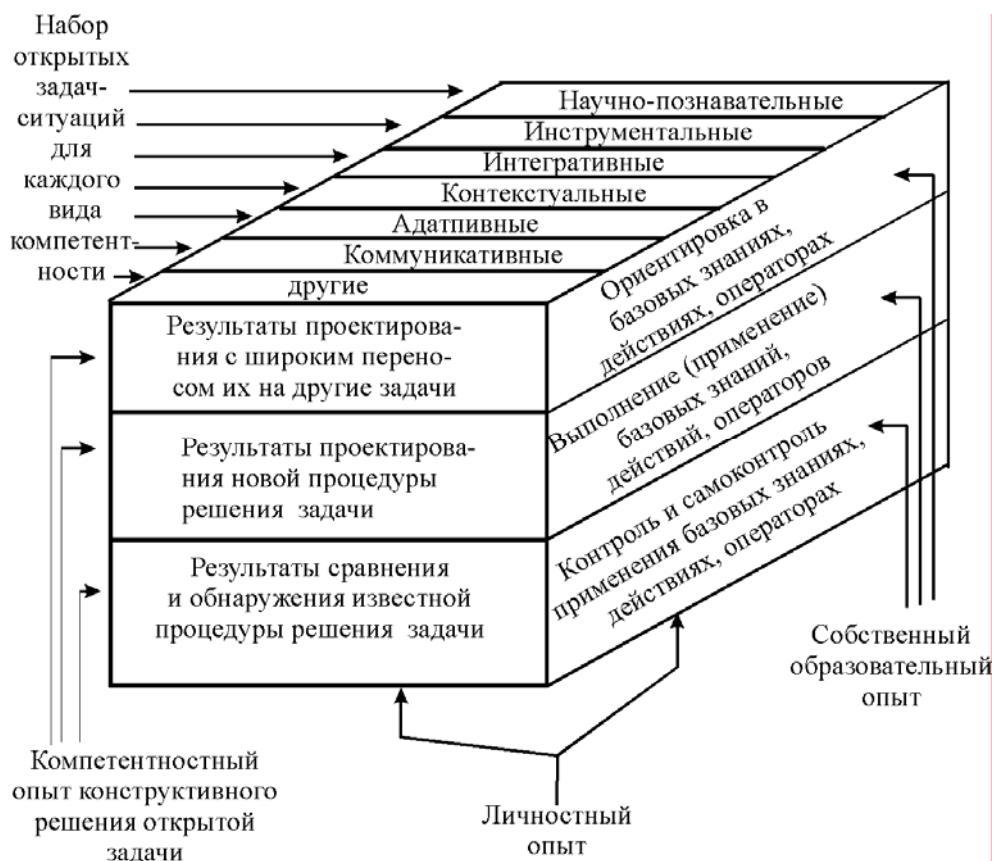 Набор
открытых
задач-
ситуаций
для
каждого
вида
компетент-
ности
Научно-познавательные
Инструментальные
Интегративные
Контекстуальные
Адатпивные
Коммуникативные
другие
Результаты проектирова-
ния с широким перено-
сом их на другие задачи
Результаты проектирова-
ния новой процедуры
решения задачи
Результаты сравнения
и обнаружения известной
процедуры решения задачи
Ориентировка в
базовых знаниях,
действиях, операторах
Выполнение (применение)
базовых знаний,
действий, операторов
Контроль и самоконтроль
применения базовых знаниях,
действиях, операторах
Собственный
образовательный
опыт
Компетентностный
опыт конструктивного
решения открытой
задачи
Личностный
опыт